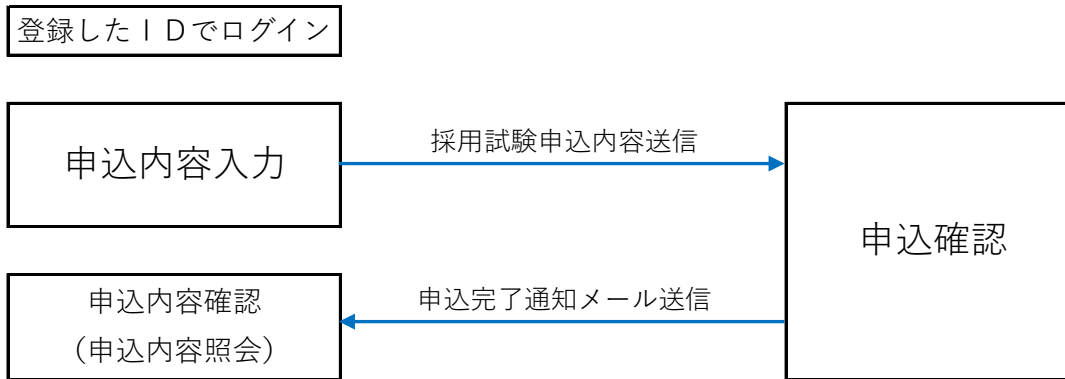 登録したＩＤでログイン
申込内容入力
採用試験申込内容送信
申込確認
申込完了通知メール送信
申込内容確認
（申込内容照会）